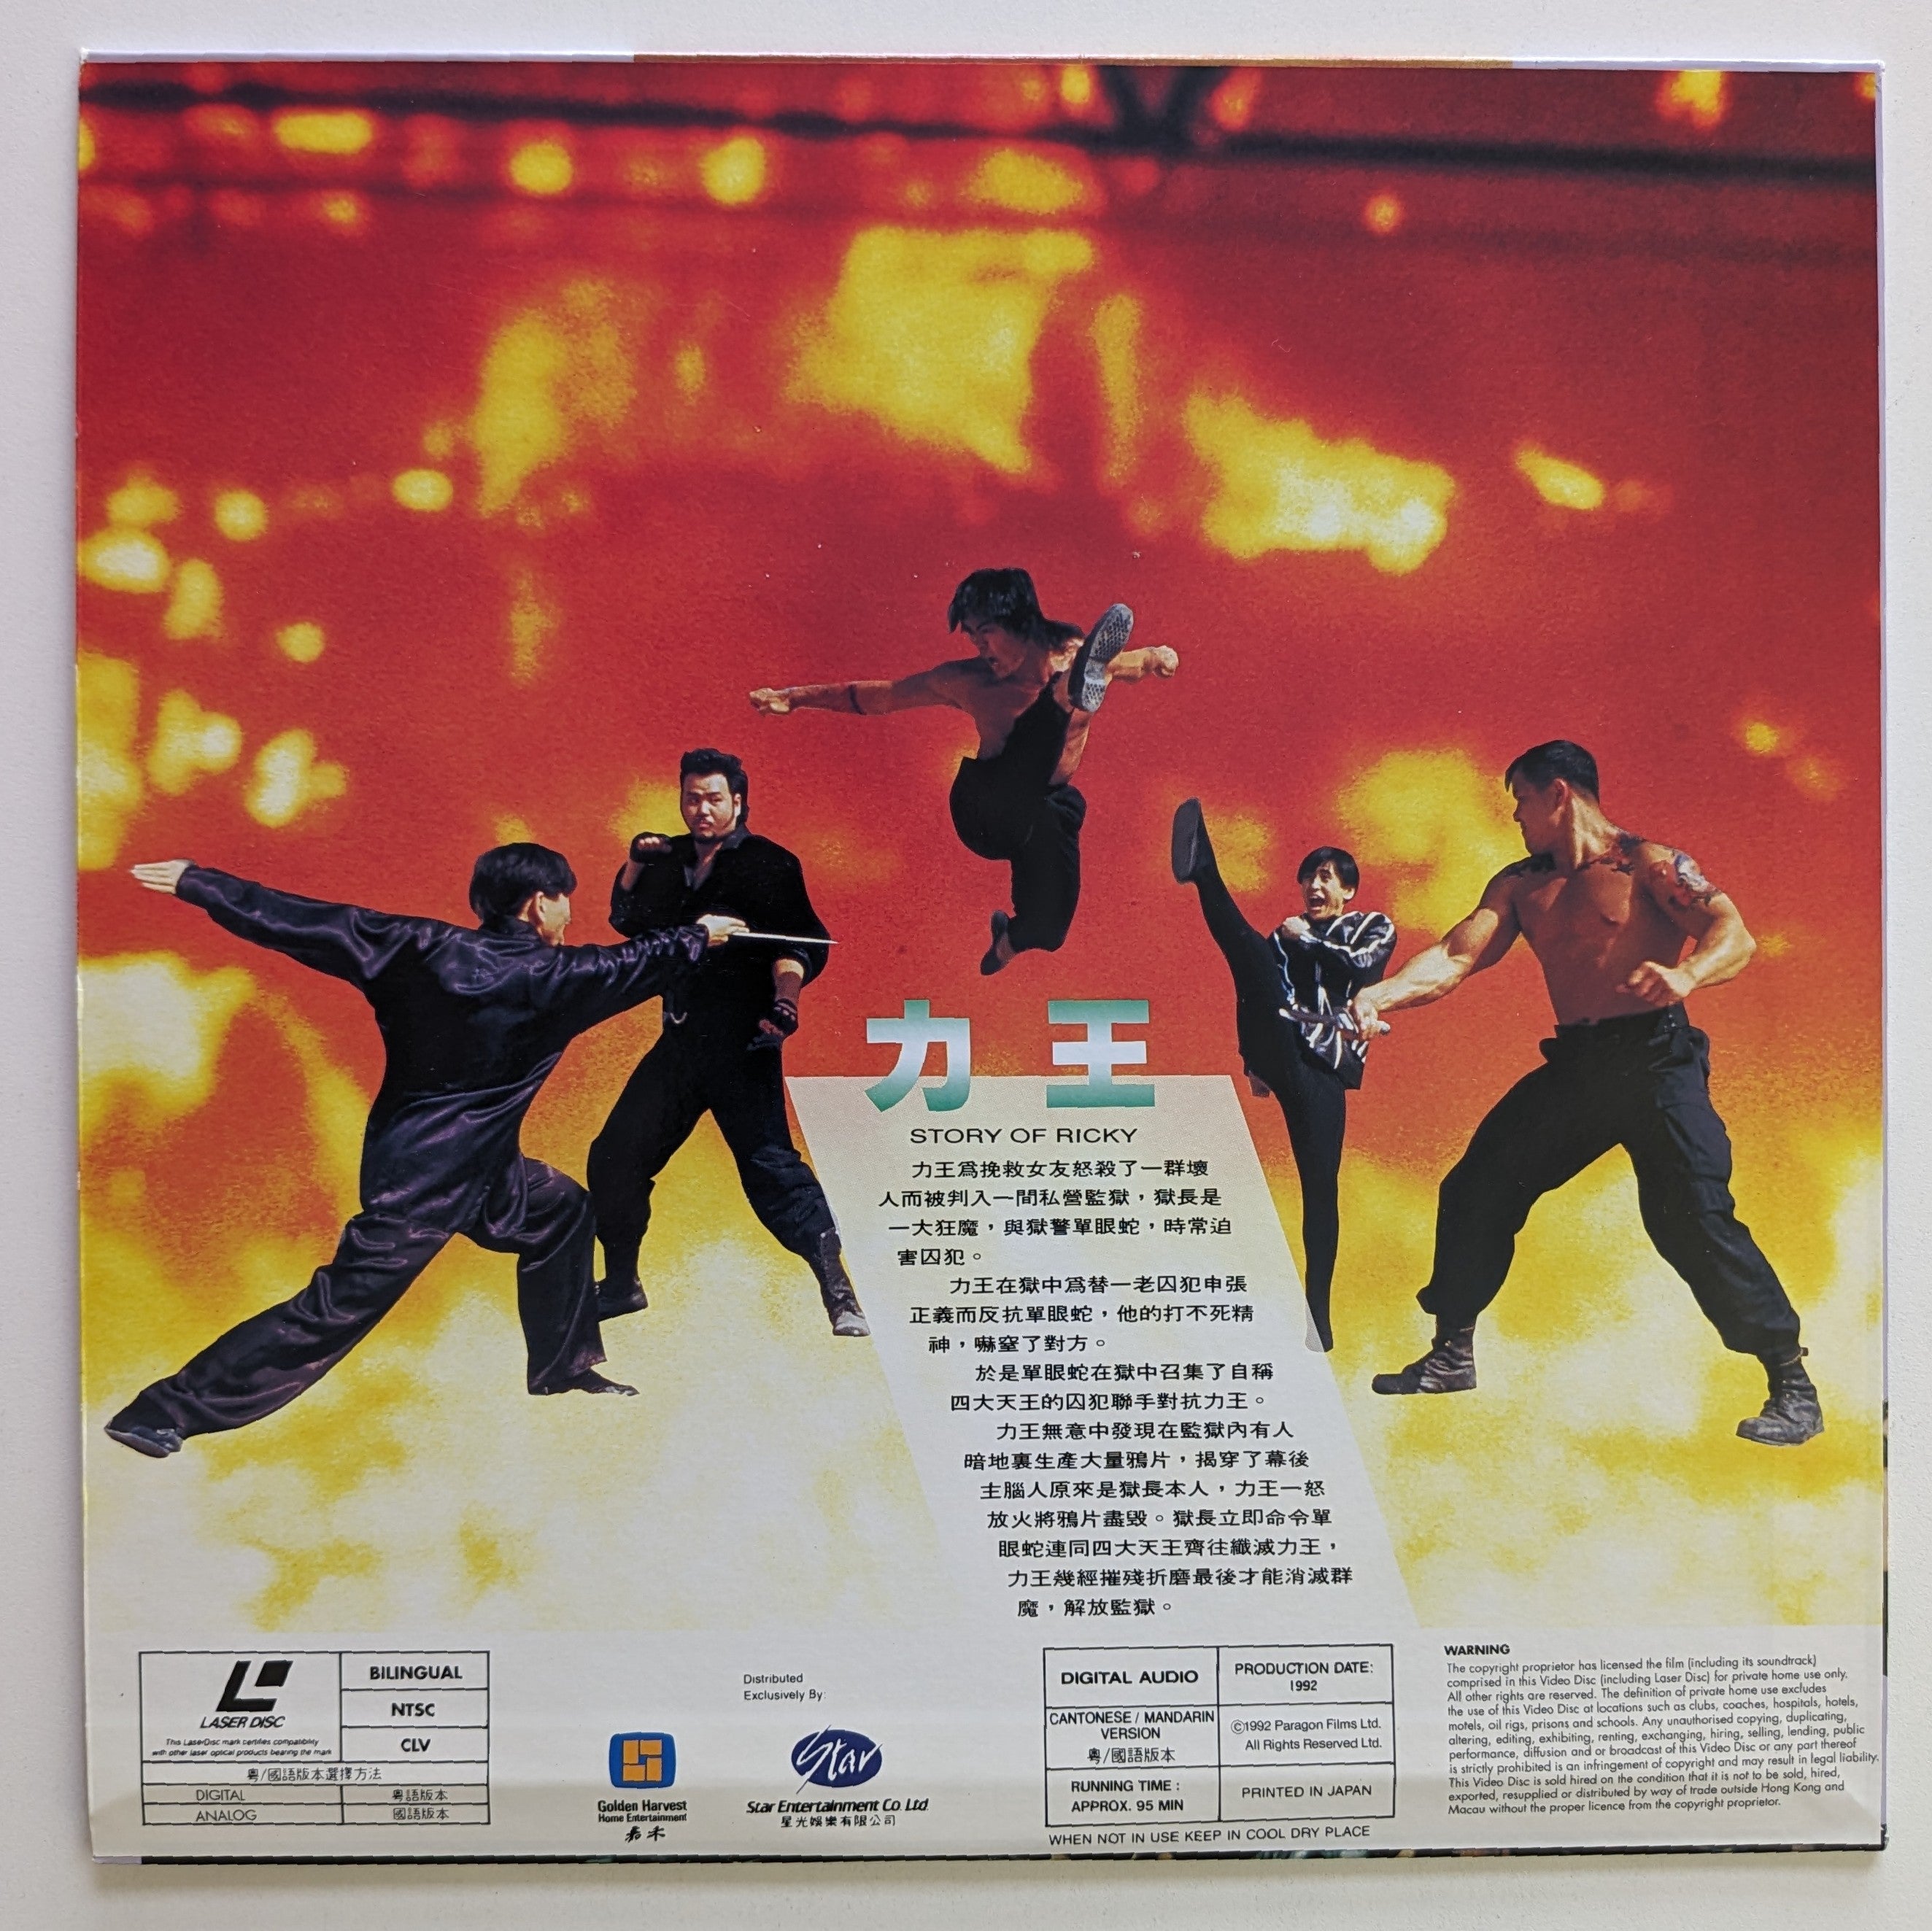 力王
STORY OF RICKY
力王爲挽救女友怒殺了一群壞
人而被判入一間私營監獄，獄長是
一大狂魔，與獄警單眼蛇，時常迫
害囚犯。
力王在獄中爲替一老囚犯申張
正義而反抗單眼蛇，他的打不死精
神，嚇窒了對方。
於是單眼蛇在獄中召集了自稱
四大天王的囚犯聯手對抗力王。
力王無意中發現在監獄內有人
暗地裏生產大量鴉片，揭穿了幕後
主腦人原來是獄長本人，力王一怒
放火將鴉片盡毀。獄長立即命令單
眼蛇連同四大天王齊往纖滅力王，
力王幾經摧殘折磨最後才能消滅群
魔，解放監獄。
LASER DISC
This LaserDisc mark certifies compatibility
with other laser optical products bearing the mark
BILINGUAL
NTSC
CLV
粵/國語版本選擇方法
DIGITAL 粵語版本
ANALOG 國語版本
Distributed
Exclusively By:
Golden Harvest
Home Entertainment
嘉禾
Star
Star Entertainment Co. Ltd
星光娛樂有限公司
DIGITAL AUDIO
CANTONESE / MANDARIN
VERSION
粵/國語版本
RUNNING TIME :
APPROX. 95 MIN
PRODUCTION DATE:
1992
©1992 Paragon Films Ltd.
All Rights Reserved Ltd.
PRINTED IN JAPAN
WHEN NOT IN USE KEEP IN COOL DRY PLACE
WARNING
The copyright proprietor has licensed the film (including its soundtrack)
comprised in this Video Disc (including Laser Disc) for private home use only.
All other rights are reserved. The definition of private home use excludes
the use of this Video Disc at locations such as clubs, coaches, hospitals, hotels,
motels, oil rigs, prisons and schools. Any unauthorised copying, duplicating,
altering, editing, exhibiting, renting, exchanging, hiring, selling, lending, public
performance, diffusion and or broadcast of this Video Disc or any part thereof
is strictly prohibited is an infringement of copyright and may result in legal liability.
This Video Disc is sold hired on the condition that it is not to be sold, hired,
exported, resupplied or distributed by way of trade outside Hong Kong and
Macau without the proper licence from the copyright proprietor.